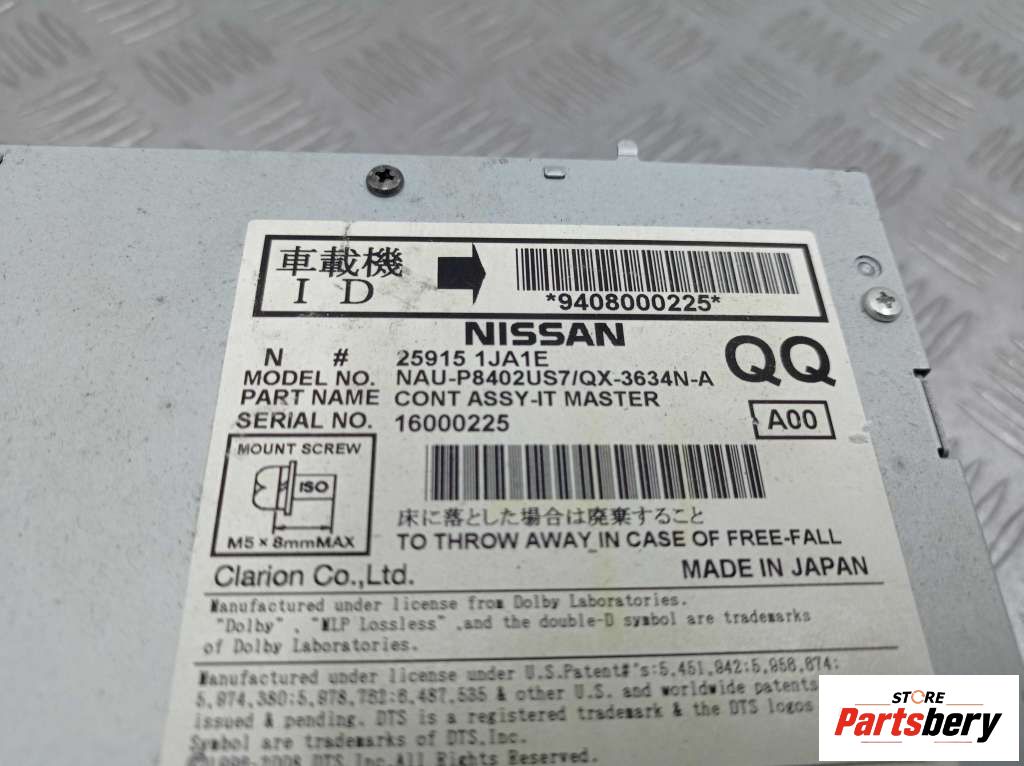 車載機
I D
*9408000225*
NISSAN
N # 25915 1JA1E
QQ
MODEL NO. NAU-P8402US7/QX-3634N-A
PART NAME CONT ASSY-IT MASTER
SERIAL NO. 16000225
A00
MOUNT SCREW
ISO
M5×8mmMAX
床に落とした場合は廃棄すること
TO THROW AWAY IN CASE OF FREE-FALL
Clarion Co.,Ltd.
MADE IN JAPAN
Manufactured under license from Dolby Laboratories.
"Dolby", "MLP Lossless" ,and the double-D symbol are trademarks
of Dolby Laboratories.
Manufactured under license under U.S.Patent#'s:5,451,942;5,956,674;
5,974,380;5,978,762;6,487,535 & other U.S. and worldwide patents
issued & pending. DTS is a registered trademark & the DTS logos
Symbol are trademarks of DTS,Inc.
DTS,Inc.All Rights Reserved.
STORE
Partsbery